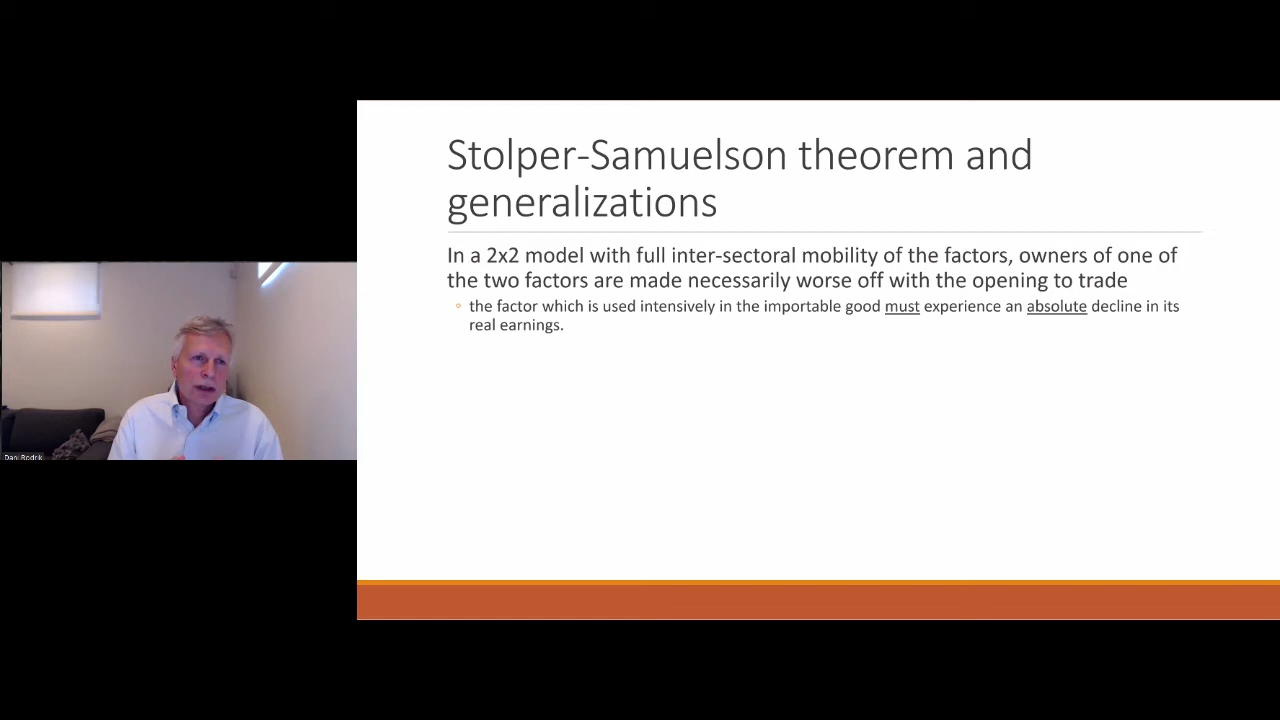 Stolper-Samuelson theorem and
generalizations
In a 2x2 model with full inter-sectoral mobility of the factors, owners of one of
the two factors are made necessarily worse off with the opening to trade
◦ the factor which is used intensively in the importable good must experience an absolute decline in its
real earnings.
Dani Rodrik